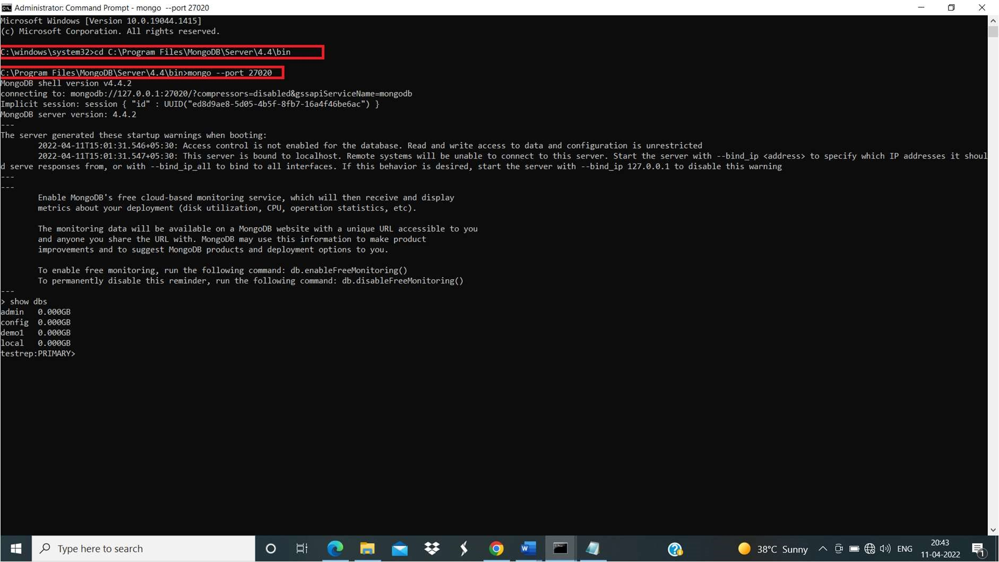 Administrator: Command Prompt - mongo  --port 27020
Microsoft Windows [Version 10.0.19044.1415]
(c) Microsoft Corporation. All rights reserved.
C:\windows\system32>cd C:\Program Files\MongoDB\Server\4.4\bin
C:\Program Files\MongoDB\Server\4.4\bin>mongo --port 27020
MongoDB shell version v4.4.2
connecting to: mongodb://127.0.0.1:27020/?compressors=disabled&gssapiServiceName=mongodb
Implicit session: session { "id" : UUID("ed8d9ae8-5d05-4b5f-8fb7-16a4f46be6ac") }
MongoDB server version: 4.4.2
---
The server generated these startup warnings when booting:
2022-04-11T15:01:31.546+05:30: Access control is not enabled for the database. Read and write access to data and configuration is unrestricted
2022-04-11T15:01:31.547+05:30: This server is bound to localhost. Remote systems will be unable to connect to this server. Start the server with --bind_ip <address> to specify which IP addresses it shoul
d serve responses from, or with --bind_ip_all to bind to all interfaces. If this behavior is desired, start the server with --bind_ip 127.0.0.1 to disable this warning
---
---
Enable MongoDB's free cloud-based monitoring service, which will then receive and display
metrics about your deployment (disk utilization, CPU, operation statistics, etc).
The monitoring data will be available on a MongoDB website with a unique URL accessible to you
and anyone you share the URL with. MongoDB may use this information to make product
improvements and to suggest MongoDB products and deployment options to you.
To enable free monitoring, run the following command: db.enableFreeMonitoring()
To permanently disable this reminder, run the following command: db.disableFreeMonitoring()
---
> show dbs
admin   0.000GB
config  0.000GB
demo1   0.000GB
local   0.000GB
testrep:PRIMARY>
Type here to search
38°C Sunny
ENG
20:43
11-04-2022
1